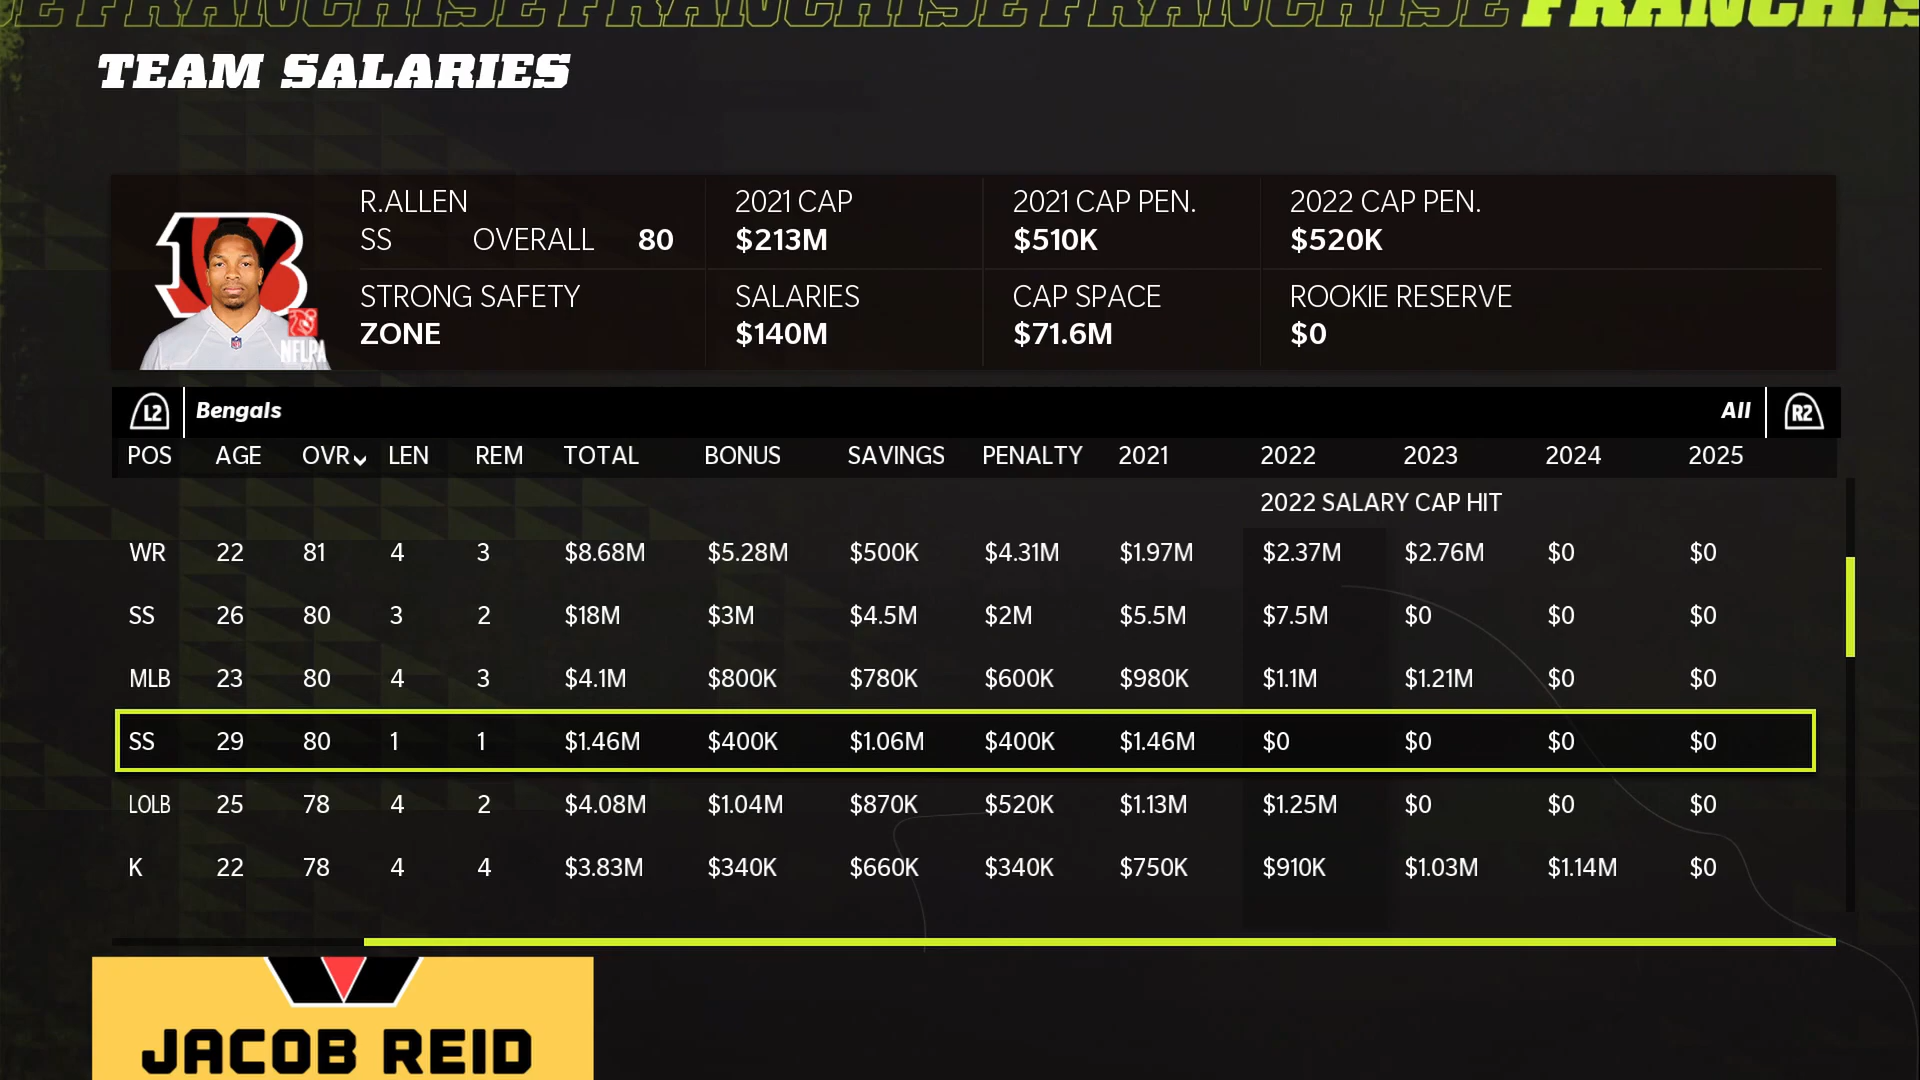 FRANCHISE FRANCHISE FRANCHISE FRANCHIS
TEAM SALARIES
R.ALLEN
SS OVERALL 80
STRONG SAFETY
ZONE
2021 CAP
$213M
SALARIES
$140M
2021 CAP PEN.
$510K
CAP SPACE
$71.6M
2022 CAP PEN.
$520K
ROOKIE RESERVE
$0
NFLPA
L2 Bengals All R2
POS AGE OVR LEN REM TOTAL BONUS SAVINGS PENALTY 2021 2022 2023 2024 2025
2022 SALARY CAP HIT
WR 22 81 4 3 $8.68M $5.28M $500K $4.31M $1.97M $2.37M $2.76M $0 $0
SS 26 80 3 2 $18M $3M $4.5M $2M $5.5M $7.5M $0 $0 $0
MLB 23 80 4 3 $4.1M $800K $780K $600K $980K $1.1M $1.21M $0 $0
SS 29 80 1 1 $1.46M $400K $1.06M $400K $1.46M $0 $0 $0 $0
LOLB 25 78 4 2 $4.08M $1.04M $870K $520K $1.13M $1.25M $0 $0 $0
K 22 78 4 4 $3.83M $340K $660K $340K $750K $910K $1.03M $1.14M $0
JACOB REID